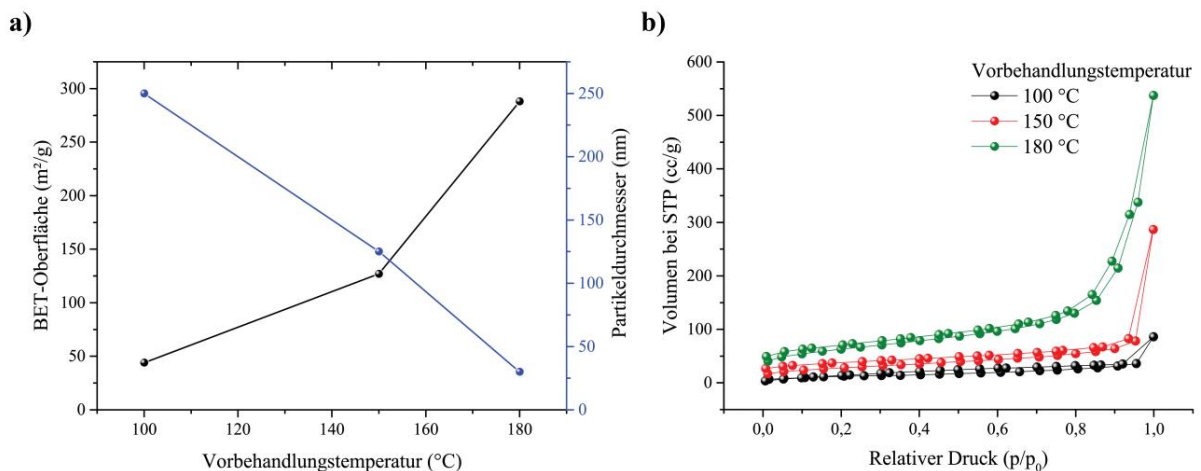 a)
300
250
200
150
100
50
0
BET-Oberfläche (m²/g)
250
200
150
100
50
0
Partikeldurchmesser (nm)
100 120 140 160 180
Vorbehandlungstemperatur (°C)
b)
600
500
400
300
200
100
0
Volumen bei STP (cc/g)
Vorbehandlungstemperatur
100 °C
150 °C
180 °C
0,0 0,2 0,4 0,6 0,8 1,0
Relativer Druck (p/p₀)